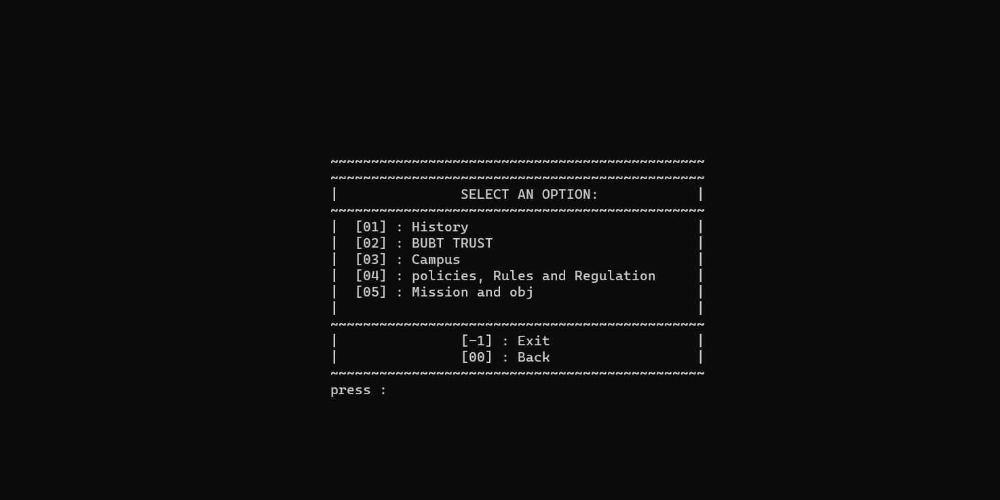 ~~~~~~~~~~~~~~~~~~~~~~~~~~~~~~~~~~~~~~~~~~~~~~
~~~~~~~~~~~~~~~~~~~~~~~~~~~~~~~~~~~~~~~~~~~~~~
|               SELECT AN OPTION:            |
~~~~~~~~~~~~~~~~~~~~~~~~~~~~~~~~~~~~~~~~~~~~~~
|  [01] : History                            |
|  [02] : BUBT TRUST                         |
|  [03] : Campus                             |
|  [04] : policies, Rules and Regulation     |
|  [05] : Mission and obj                    |
|                                            |
~~~~~~~~~~~~~~~~~~~~~~~~~~~~~~~~~~~~~~~~~~~~~~
|               [-1] : Exit                  |
|               [00] : Back                  |
~~~~~~~~~~~~~~~~~~~~~~~~~~~~~~~~~~~~~~~~~~~~~~
press :